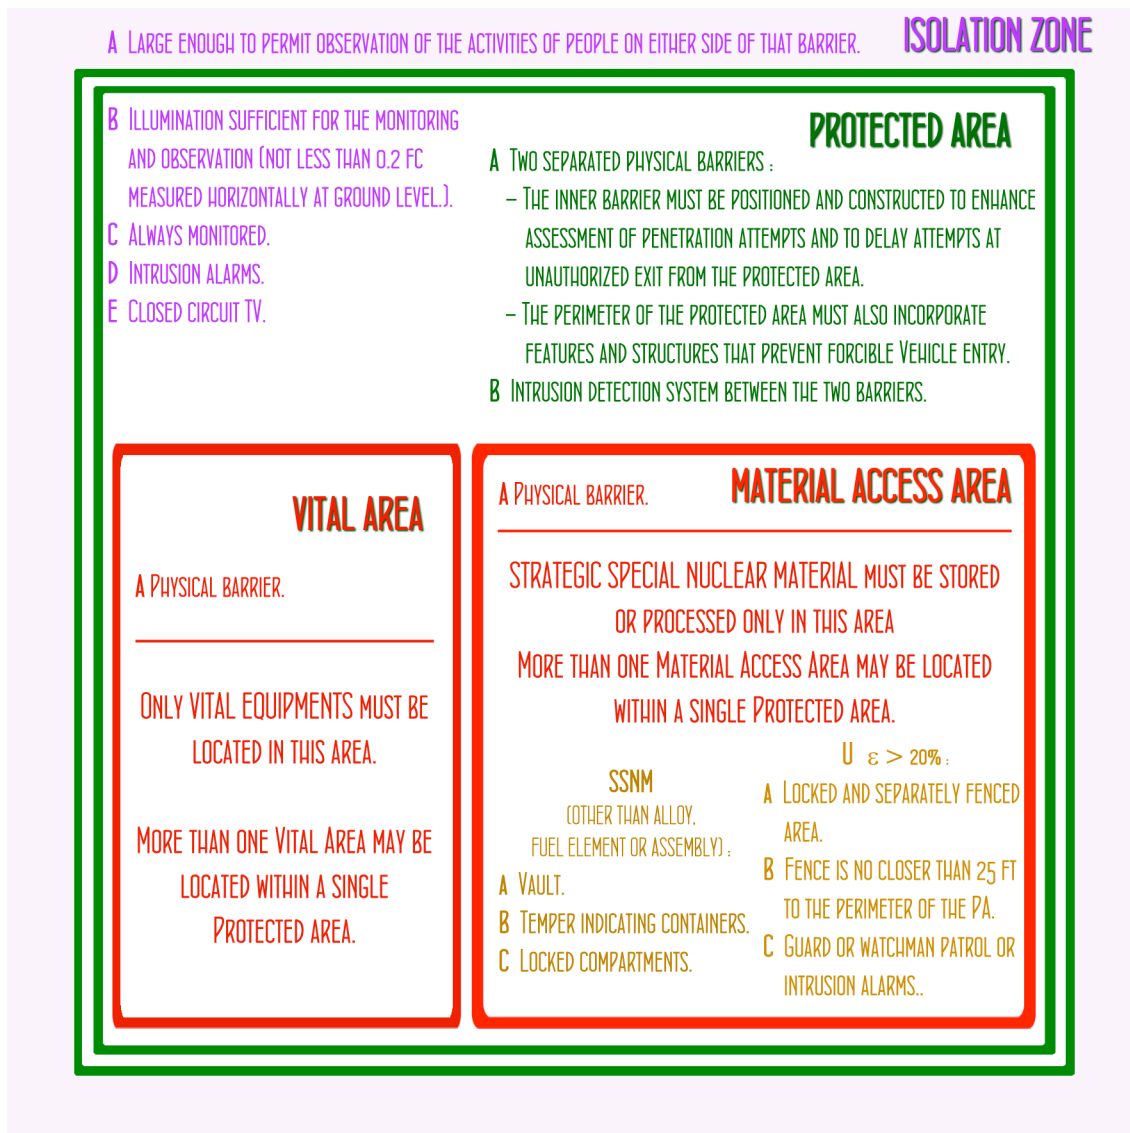 ISOLATION ZONE
A Large enough to permit observation of the activities of people on either side of that barrier.
B Illumination sufficient for the monitoring
and observation (not less than 0.2 fc
measured horizontally at ground level.).
C Always monitored.
D Intrusion alarms.
E Closed circuit TV.
PROTECTED AREA
A Two separated physical barriers :
– The inner barrier must be positioned and constructed to enhance
assessment of penetration attempts and to delay attempts at
unauthorized exit from the protected area.
– The perimeter of the protected area must also incorporate
features and structures that prevent forcible Vehicle entry.
B Intrusion detection system between the two barriers.
VITAL AREA
A Physical barrier.
Only VITAL EQUIPMENTS must be
located in this area.
More than one Vital Area may be
located within a single
Protected area.
MATERIAL ACCESS AREA
A Physical barrier.
STRATEGIC SPECIAL NUCLEAR MATERIAL must be stored
or processed only in this area
More than one Material Access Area may be located
within a single Protected area.
SSNM
(other than alloy,
fuel element or assembly) :
A Vault.
B Temper indicating containers.
C Locked compartments.
U ε > 20% :
A Locked and separately fenced
area.
B Fence is no closer than 25 ft
to the perimeter of the PA.
C Guard or watchman patrol or
intrusion alarms..